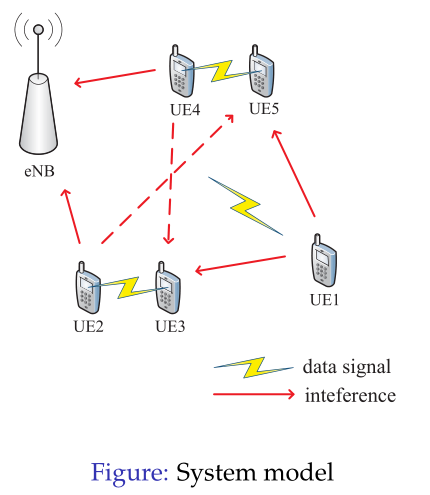 UE4
UE5
eNB
UE1
UE2
UE3
data signal
inteference
Figure: System model